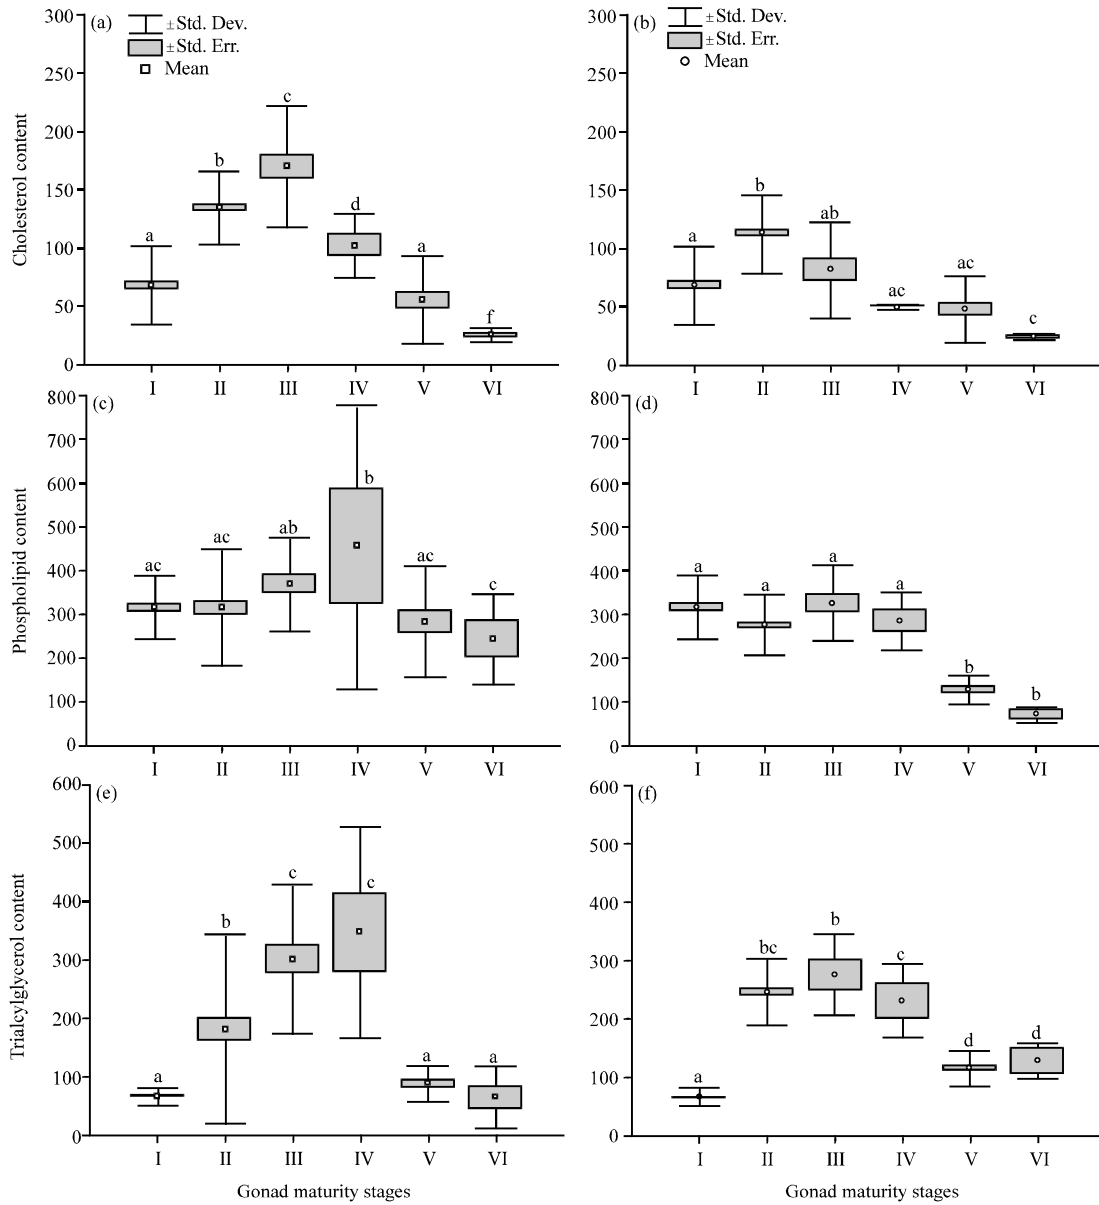 (a)
±Std. Dev.
±Std. Err.
Mean
Cholesterol content
300
250
200
150
100
50
0
a
b
c
d
a
f
I II III IV V VI
(b)
±Std. Dev.
±Std. Err.
Mean
300
250
200
150
100
50
0
a
b
ab
ac
ac
c
I II III IV V VI
(c)
Phospholipid content
800
700
600
500
400
300
200
100
0
ac
ac
ab
b
ac
c
I II III IV V VI
(d)
800
700
600
500
400
300
200
100
0
a
a
a
a
b
b
I II III IV V VI
(e)
Trialcylglycerol content
600
500
400
300
200
100
0
a
b
c
c
a
a
I II III IV V VI
Gonad maturity stages
(f)
600
500
400
300
200
100
0
a
bc
b
c
d
d
I II III IV V VI
Gonad maturity stages